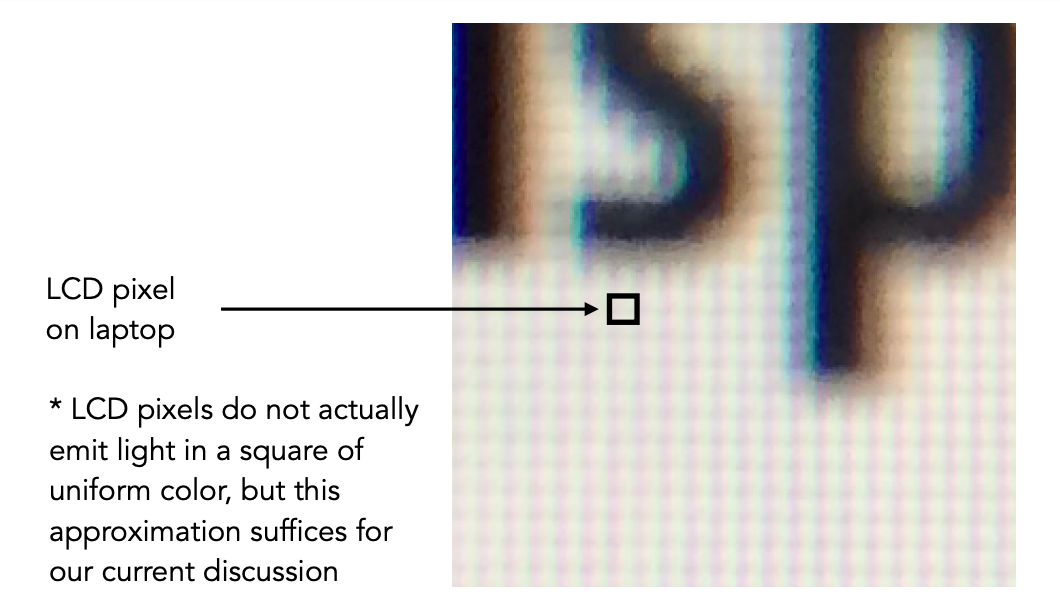 isp
LCD pixel
on laptop
* LCD pixels do not actually
emit light in a square of
uniform color, but this
approximation suffices for
our current discussion